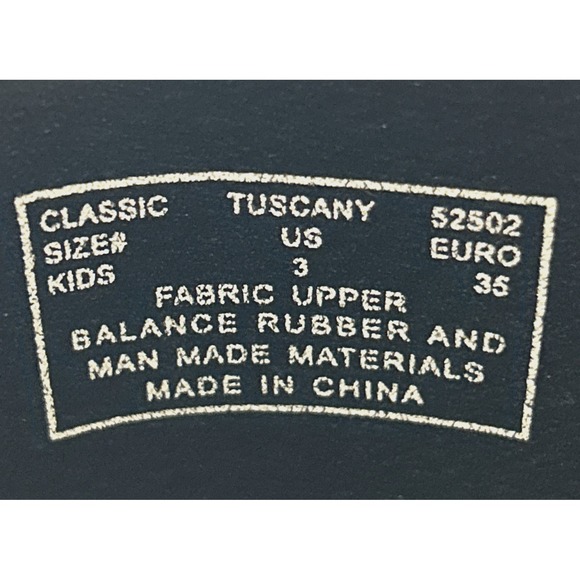 CLASSIC TUSCANY 52502
SIZE# US EURO
KIDS 3 35
FABRIC UPPER
BALANCE RUBBER AND
MAN MADE MATERIALS
MADE IN CHINA